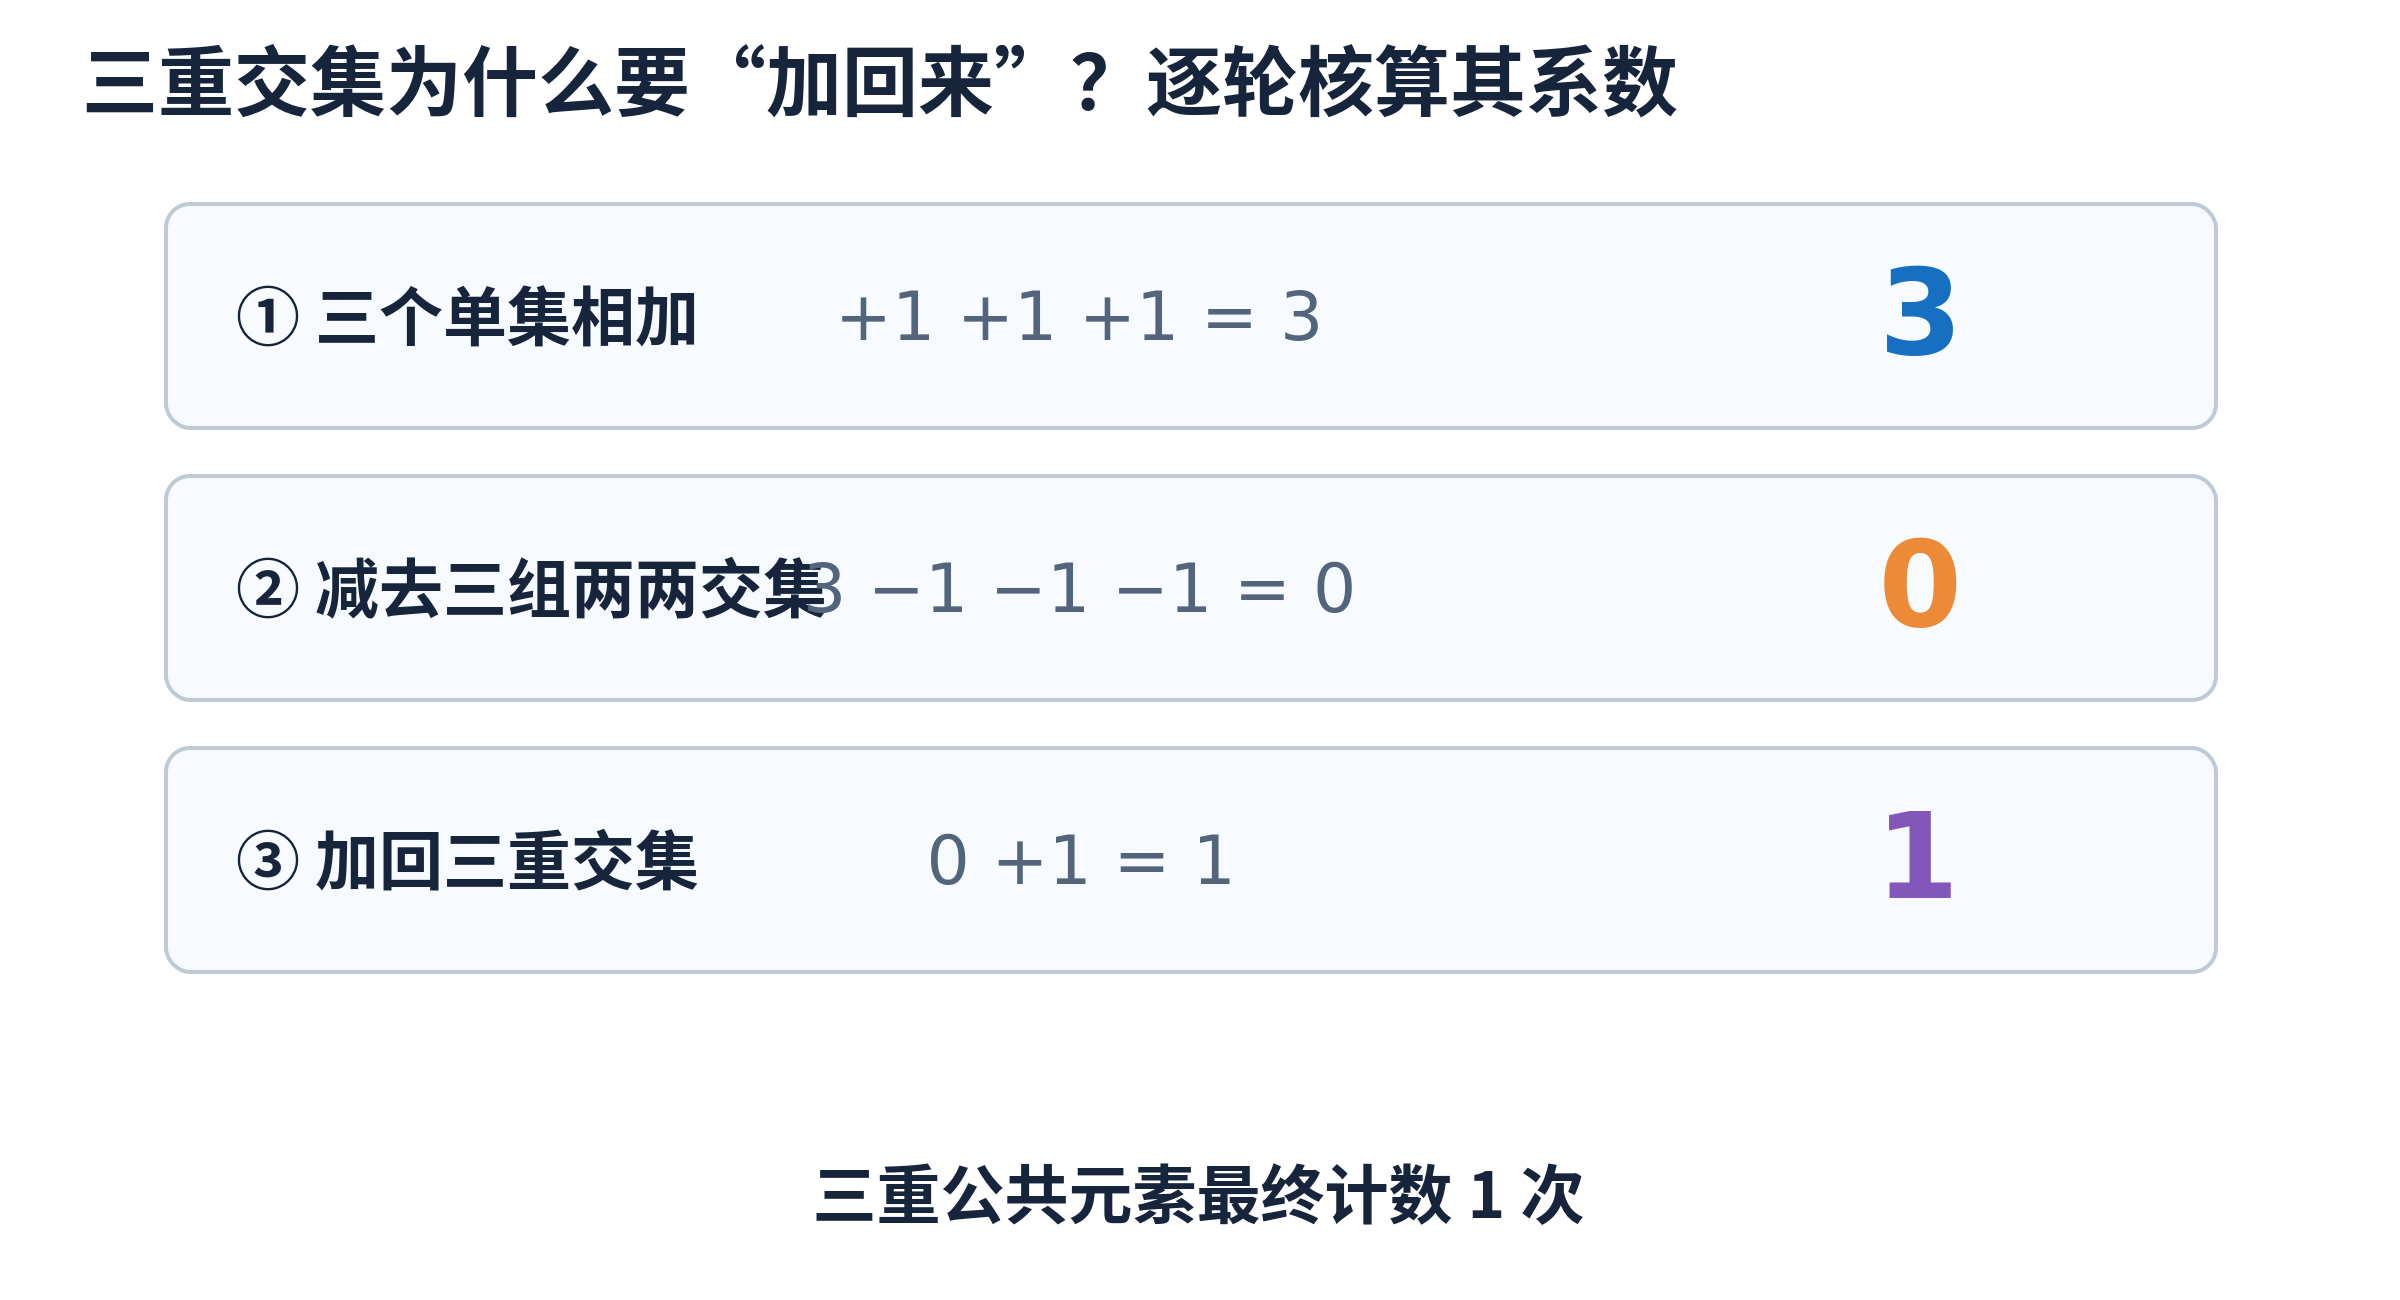 三重交集为什么要“加回来”？逐轮核算其系数
① 三个单集相加 +1 +1 +1 = 3 3
② 减去三组两两交集 3 −1 −1 −1 = 0 0
③ 加回三重交集 0 +1 = 1 1
三重公共元素最终计数 1 次